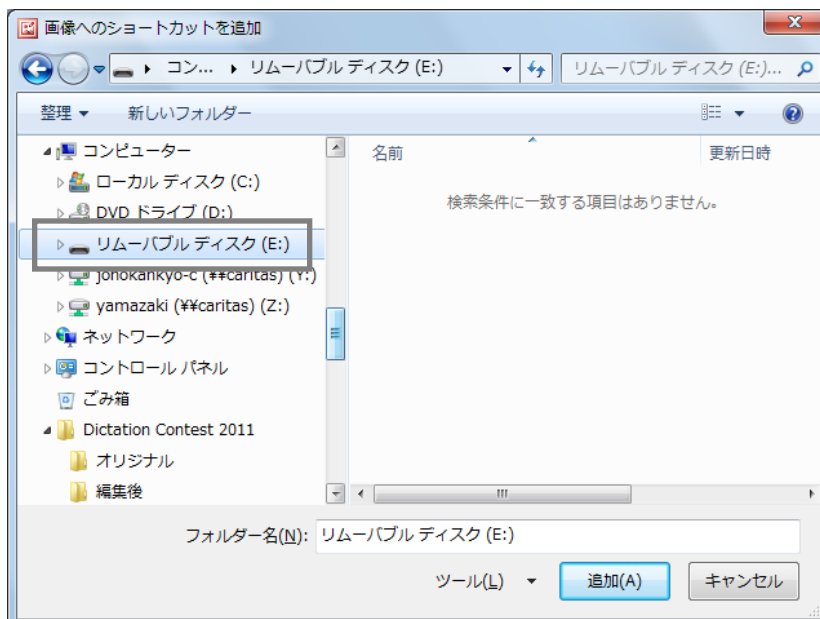 画像へのショートカットを追加
コン... リムーバブル ディスク (E:)
リムーバブル ディスク (E:)...
整理 新しいフォルダー
コンピューター
名前 更新日時
ローカル ディスク (C:)
検索条件に一致する項目はありません。
DVD ドライブ (D:)
リムーバブル ディスク (E:)
johokankyo-c (¥¥caritas) (Y:)
yamazaki (¥¥caritas) (Z:)
ネットワーク
コントロール パネル
ごみ箱
Dictation Contest 2011
オリジナル
編集後
フォルダー名(N): リムーバブル ディスク (E:)
ツール(L) 追加(A) キャンセル